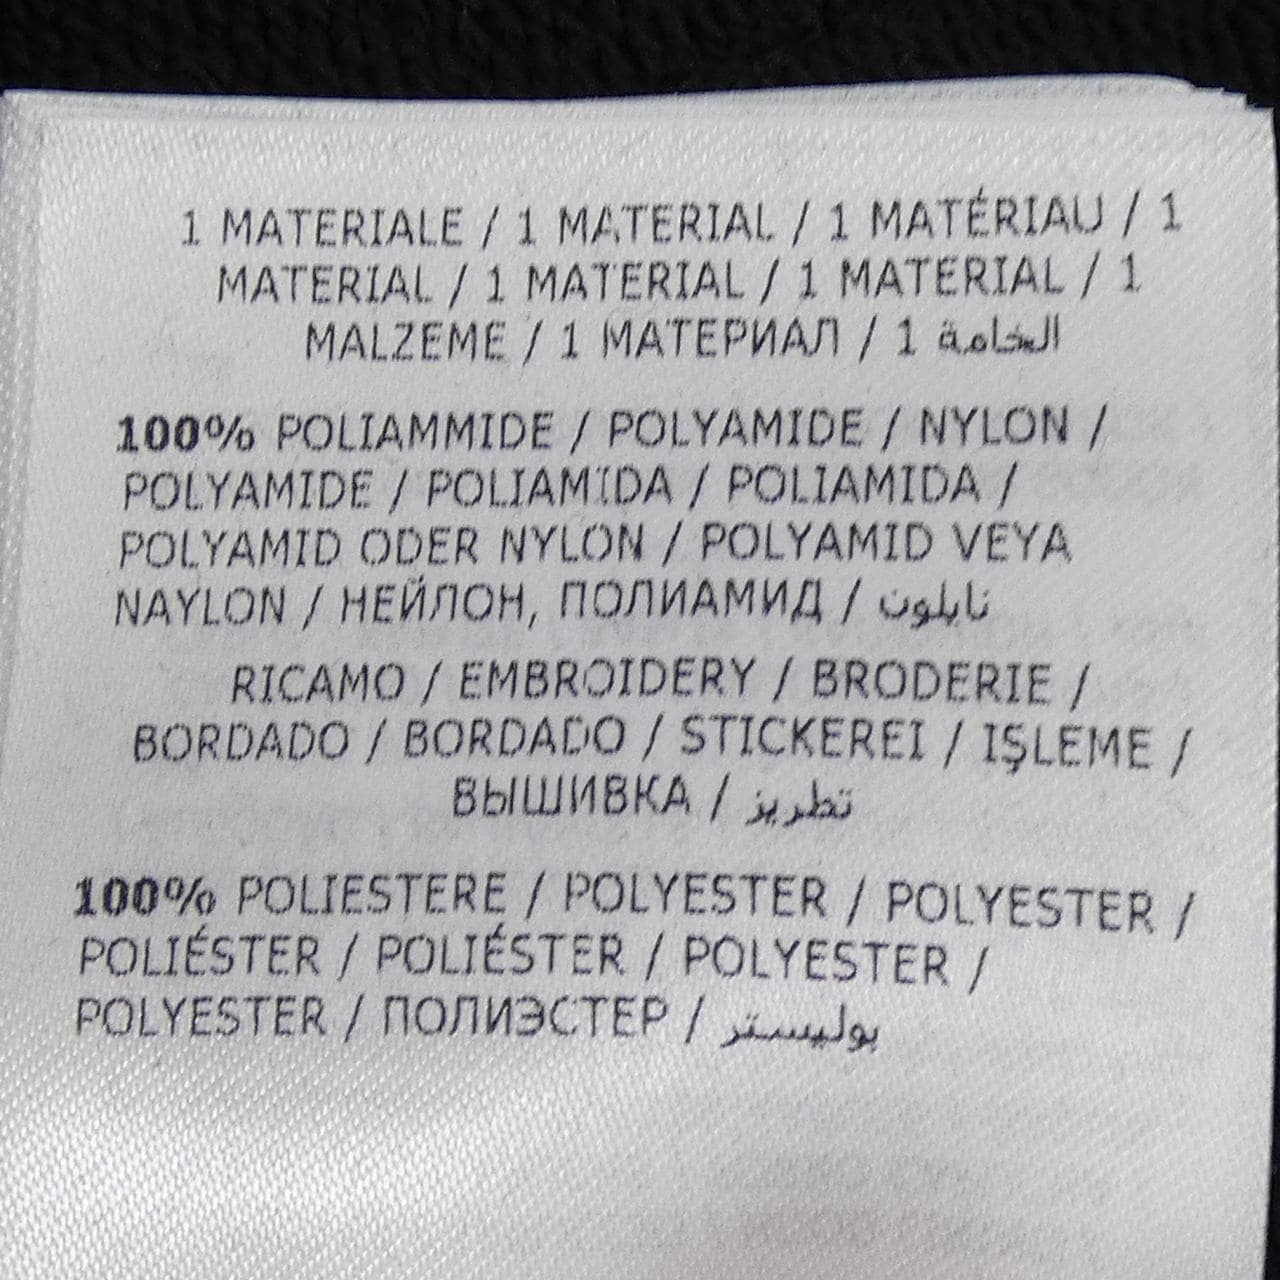 1 MATERIALE / 1 MATERIAL / 1 MATÉRIAU / 1
MATERIAL / 1 MATERIAL / 1 MATERIAL / 1
MALZEME / 1 МАТЕРИАЛ / 1 الخامة
100% POLIAMMIDE / POLYAMIDE / NYLON /
POLYAMIDE / POLIAMIDA / POLIAMIDA /
POLYAMID ODER NYLON / POLYAMID VEYA
NAYLON / НЕЙЛОН, ПОЛИАМИД / نايلون
RICAMO / EMBROIDERY / BRODERIE /
BORDADO / BORDADO / STICKEREI / IŞLEME /
ВЫШИВКА / تطريز
100% POLIESTERE / POLYESTER / POLYESTER /
POLIÉSTER / POLIÉSTER / POLYESTER /
POLYESTER / ПОЛИЭСТЕР / بوليستر